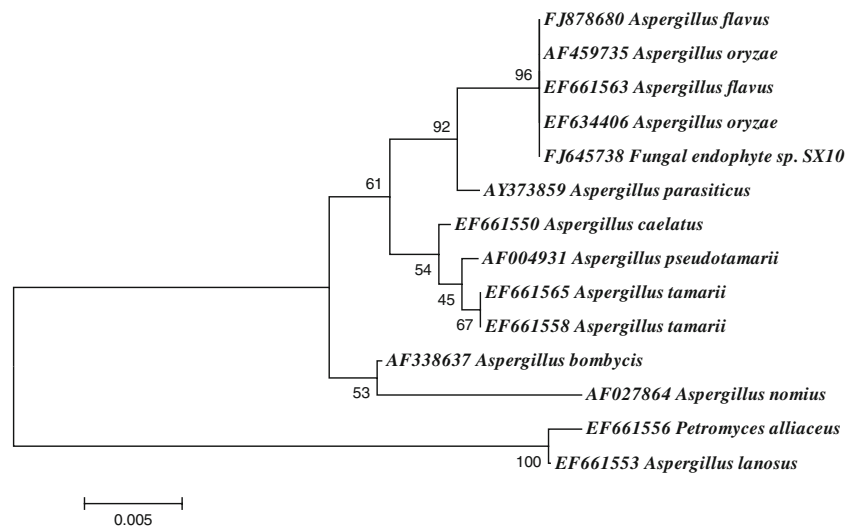 FJ878680 Aspergillus flavus
AF459735 Aspergillus oryzae
96
EF661563 Aspergillus flavus
EF634406 Aspergillus oryzae
92
FJ645738 Fungal endophyte sp. SX10
61
AY373859 Aspergillus parasiticus
EF661550 Aspergillus caelatus
AF004931 Aspergillus pseudotamarii
54
EF661565 Aspergillus tamarii
45
67
EF661558 Aspergillus tamarii
AF338637 Aspergillus bombycis
53
AF027864 Aspergillus nomius
EF661556 Petromyces alliaceus
100
EF661553 Aspergillus lanosus
0.005